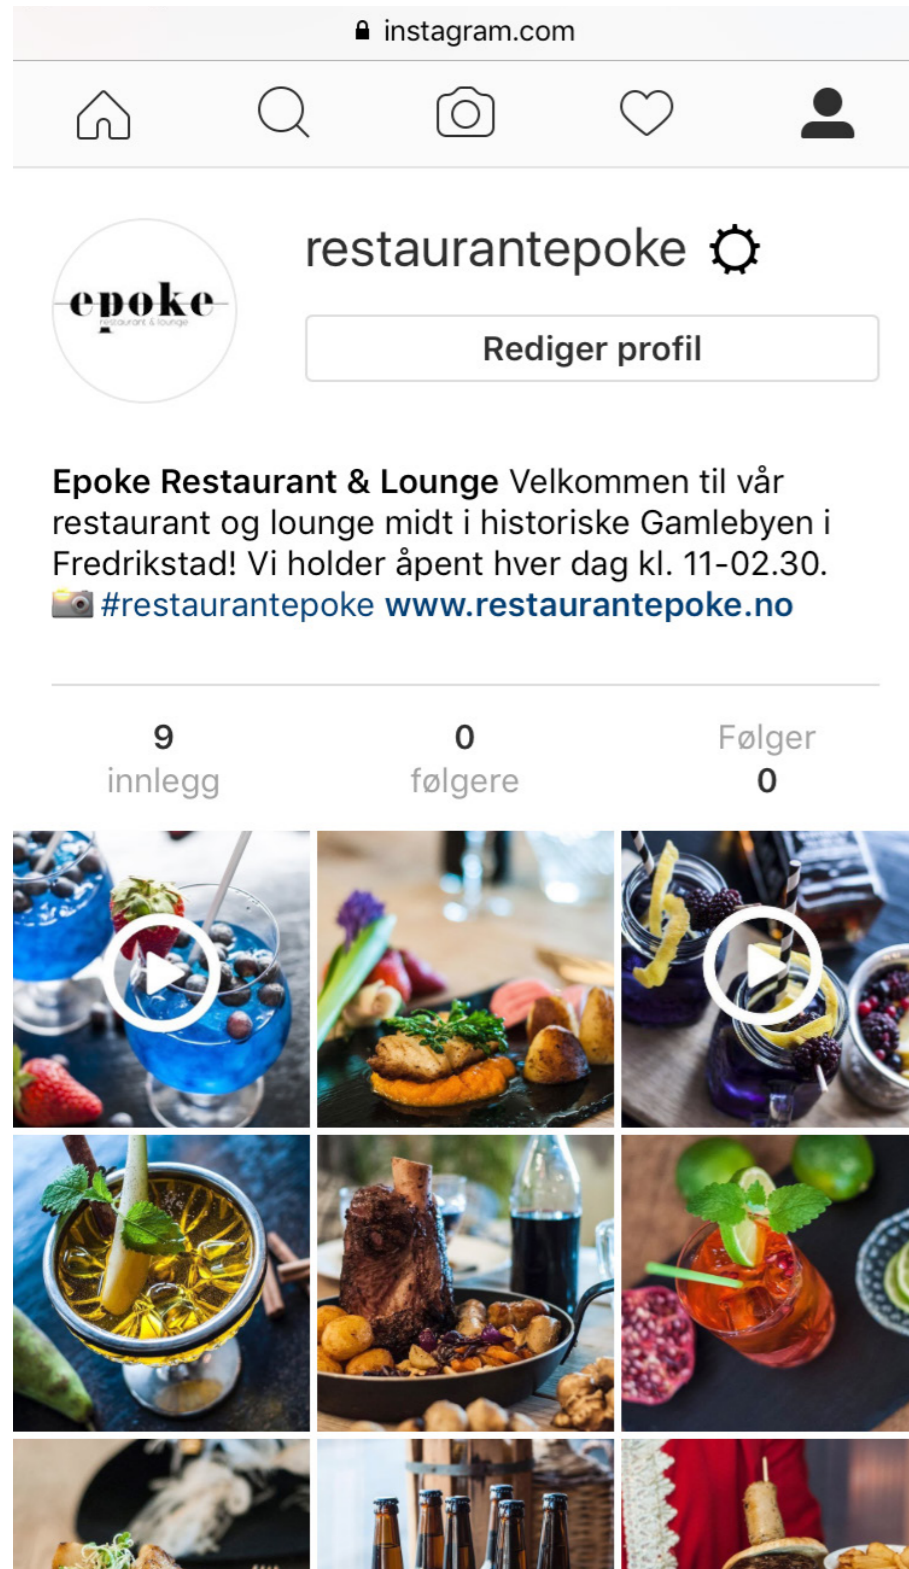 instagram.com
restaurantepoke
epoke
restaurant & lounge
Rediger profil
Epoke Restaurant & Lounge Velkommen til vår
restaurant og lounge midt i historiske Gamlebyen i
Fredrikstad! Vi holder åpent hver dag kl. 11-02.30.
#restaurantepoke www.restaurantepoke.no
9 0 Følger
innlegg følgere 0